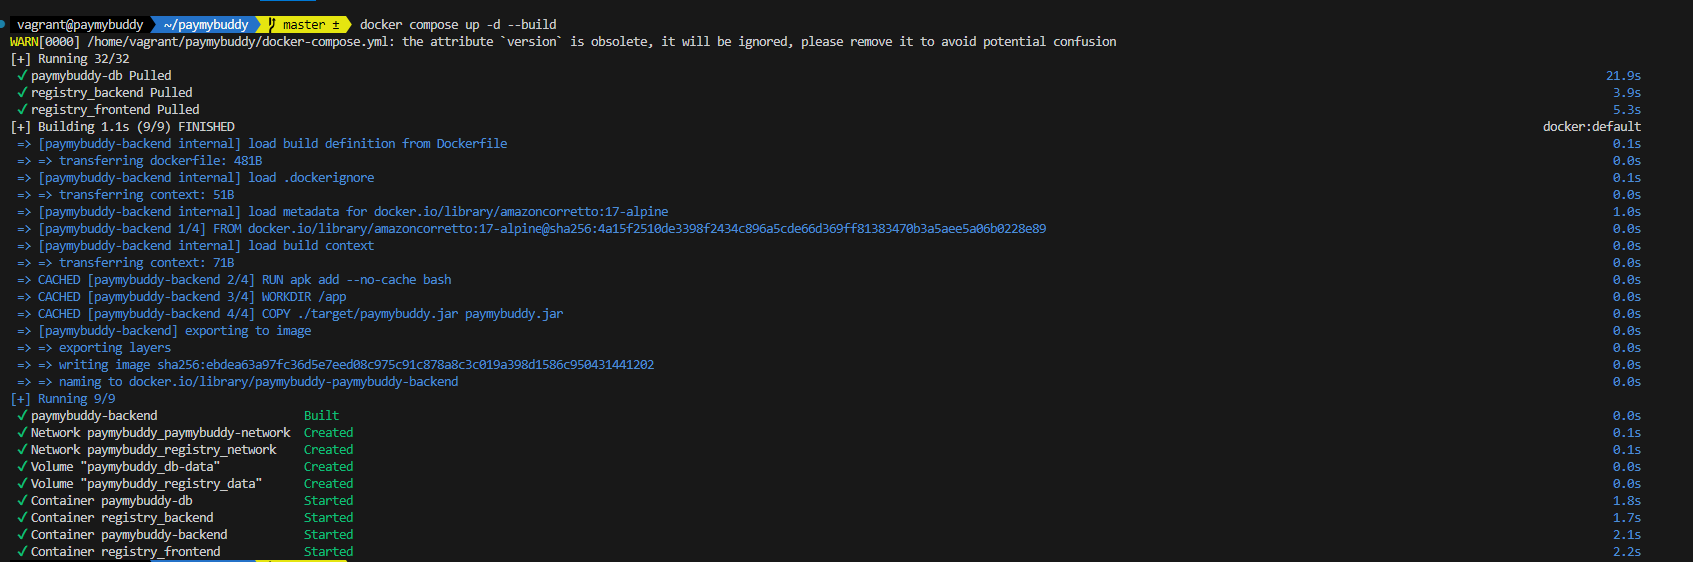 vagrant@paymybuddy ~/paymybuddy master ± docker compose up -d --build
WARN[0000] /home/vagrant/paymybuddy/docker-compose.yml: the attribute `version` is obsolete, it will be ignored, please remove it to avoid potential confusion
[+] Running 32/32
✓ paymybuddy-db Pulled 21.9s
✓ registry_backend Pulled 3.9s
✓ registry_frontend Pulled 5.3s
[+] Building 1.1s (9/9) FINISHED docker:default
=> [paymybuddy-backend internal] load build definition from Dockerfile 0.1s
=> => transferring dockerfile: 481B 0.0s
=> [paymybuddy-backend internal] load .dockerignore 0.1s
=> => transferring context: 51B 0.0s
=> [paymybuddy-backend internal] load metadata for docker.io/library/amazoncorretto:17-alpine 1.0s
=> [paymybuddy-backend 1/4] FROM docker.io/library/amazoncorretto:17-alpine@sha256:4a15f2510de3398f2434c896a5cde66d369ff81383470b3a5aee5a06b0228e89 0.0s
=> [paymybuddy-backend internal] load build context 0.0s
=> => transferring context: 71B 0.0s
=> CACHED [paymybuddy-backend 2/4] RUN apk add --no-cache bash 0.0s
=> CACHED [paymybuddy-backend 3/4] WORKDIR /app 0.0s
=> CACHED [paymybuddy-backend 4/4] COPY ./target/paymybuddy.jar paymybuddy.jar 0.0s
=> [paymybuddy-backend] exporting to image 0.0s
=> => exporting layers 0.0s
=> => writing image sha256:ebdea63a97fc36d5e7eed08c975c91c878a8c3c019a398d1586c950431441202 0.0s
=> => naming to docker.io/library/paymybuddy-paymybuddy-backend 0.0s
[+] Running 9/9
✓ paymybuddy-backend Built 0.0s
✓ Network paymybuddy_paymybuddy-network Created 0.1s
✓ Network paymybuddy_registry_network Created 0.1s
✓ Volume "paymybuddy_db-data" Created 0.0s
✓ Volume "paymybuddy_registry_data" Created 0.0s
✓ Container paymybuddy-db Started 1.8s
✓ Container registry_backend Started 1.7s
✓ Container paymybuddy-backend Started 2.1s
✓ Container registry_frontend Started 2.2s